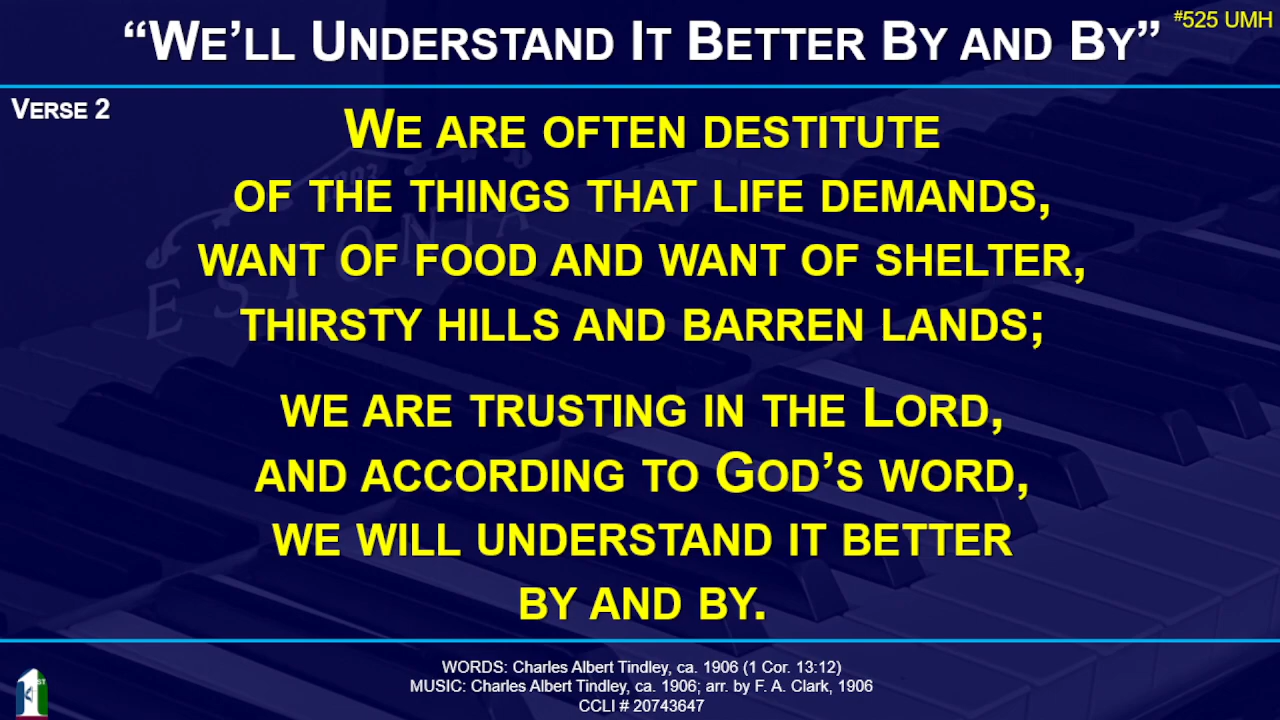 “We’ll Understand It Better By and By”
#525 UMH
Verse 2
We are often destitute
of the things that life demands,
want of food and want of shelter,
thirsty hills and barren lands;
we are trusting in the Lord,
and according to God’s word,
we will understand it better
by and by.
ESTONIA
WORDS: Charles Albert Tindley, ca. 1906 (1 Cor. 13:12)
MUSIC: Charles Albert Tindley, ca. 1906; arr. by F. A. Clark, 1906
CCLI # 20743647
1ST